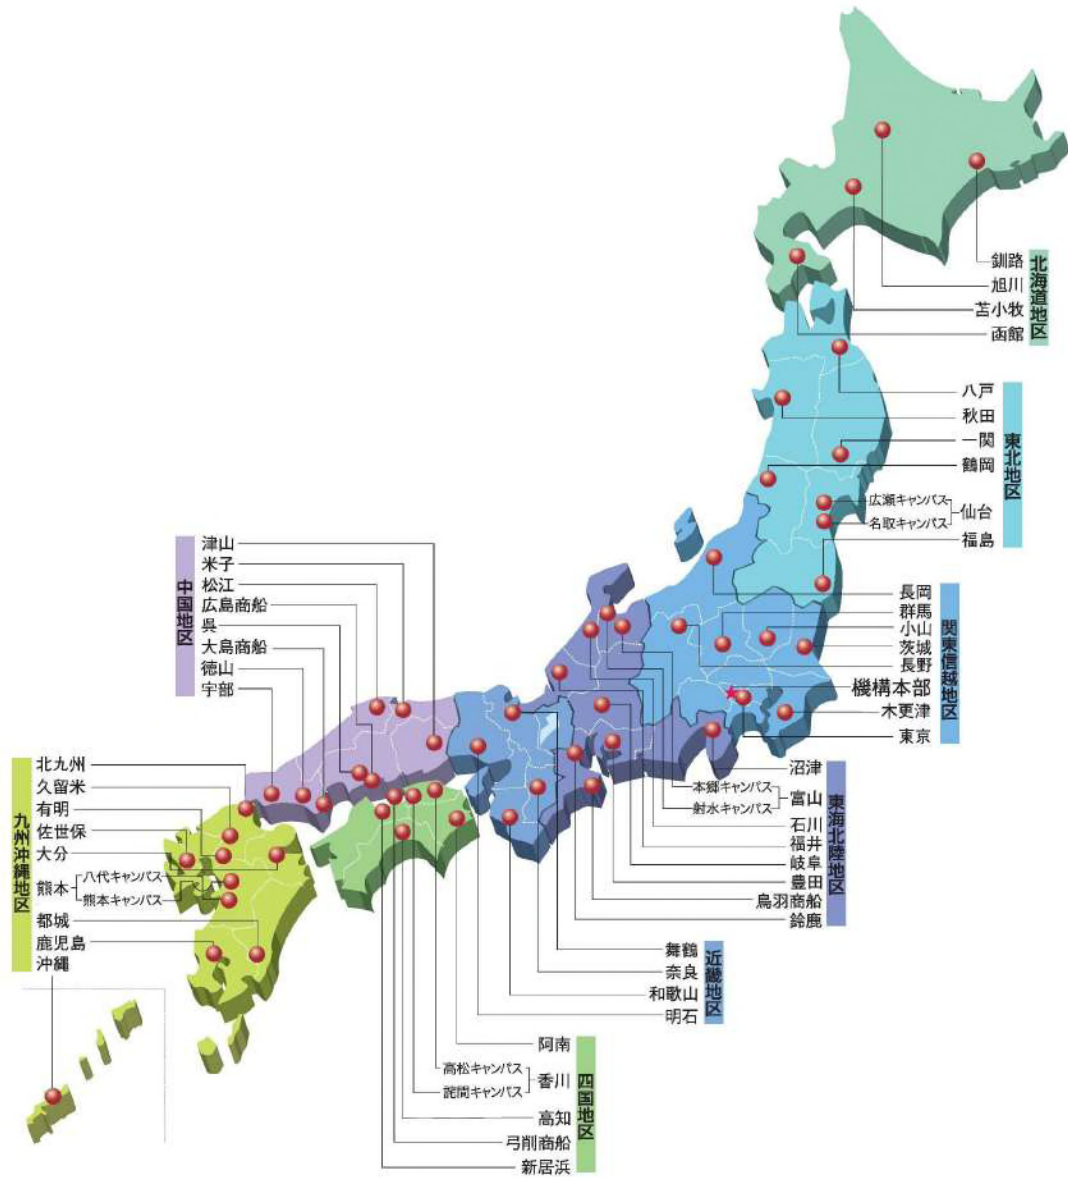 釧路
旭川
苫小牧
函館
北海道地区
八戸
秋田
一関
鶴岡
広瀬キャンパス
名取キャンパス
仙台
福島
東北地区
長岡
群馬
小山
茨城
長野
機構本部
木更津
東京
関東信越地区
沼津
本郷キャンパス
射水キャンパス
富山
石川
福井
岐阜
豊田
鳥羽商船
鈴鹿
東海北陸地区
舞鶴
奈良
和歌山
明石
近畿地区
津山
米子
松江
広島商船
呉
大島商船
徳山
宇部
中国地区
阿南
高松キャンパス
詫間キャンパス
香川
高知
弓削商船
新居浜
四国地区
北九州
久留米
有明
佐世保
大分
熊本
八代キャンパス
熊本キャンパス
都城
鹿児島
沖縄
九州沖縄地区